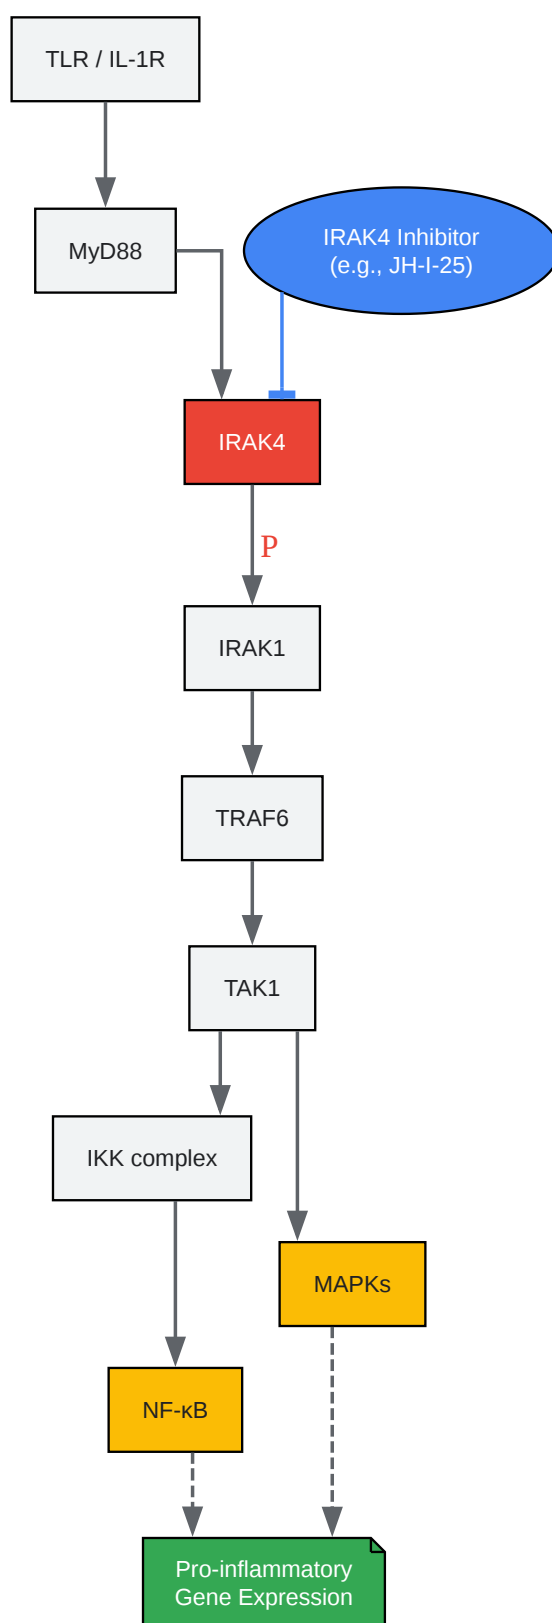 TLR / IL-1R
MyD88
IRAK4 Inhibitor
(e.g., JH-I-25)
IRAK4
P
IRAK1
TRAF6
TAK1
IKK complex
MAPKs
NF-κB
Pro-inflammatory
Gene Expression